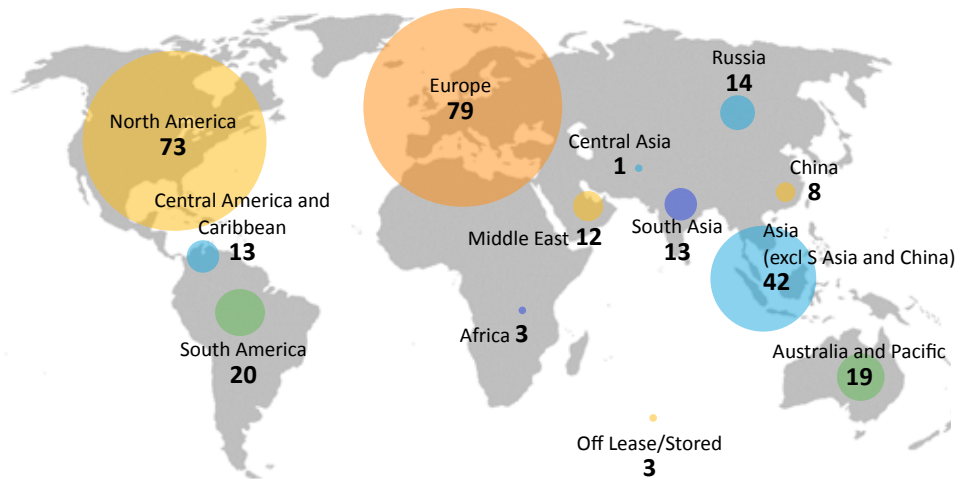 North America
73
Europe
79
Russia
14
Central Asia
1
China
8
Central America and
Caribbean
13
Middle East 12
South Asia
13
Asia
(excl S Asia and China)
42
South America
20
Africa 3
Australia and Pacific
19
Off Lease/Stored
3